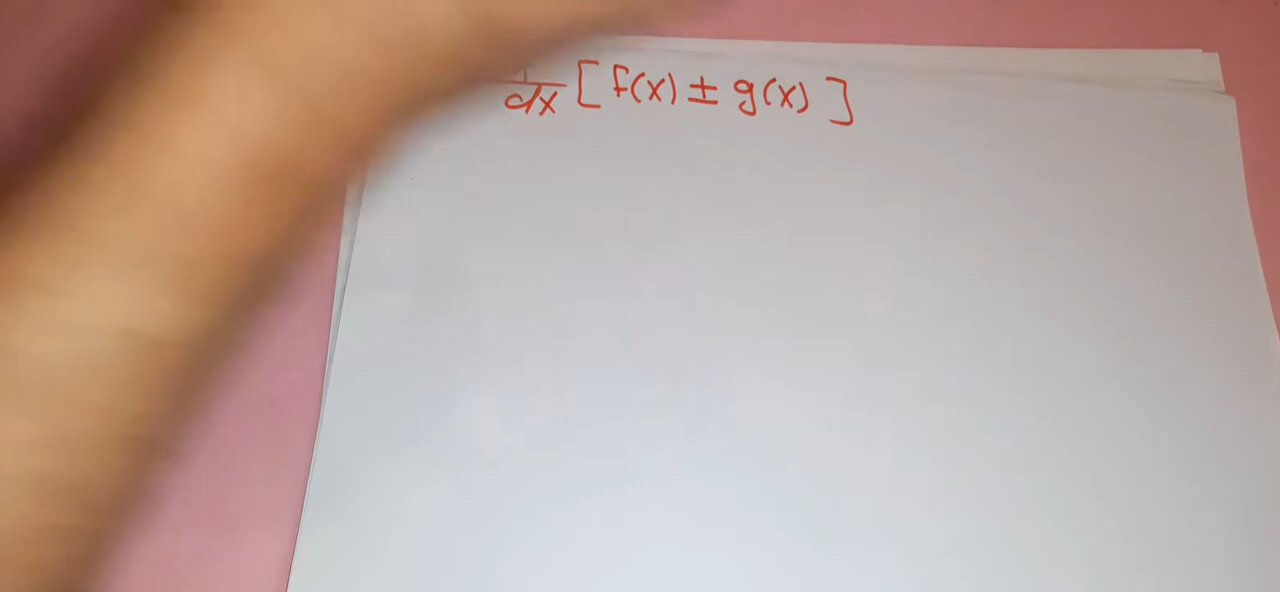 d/dx [ f(x) ± g(x) ]